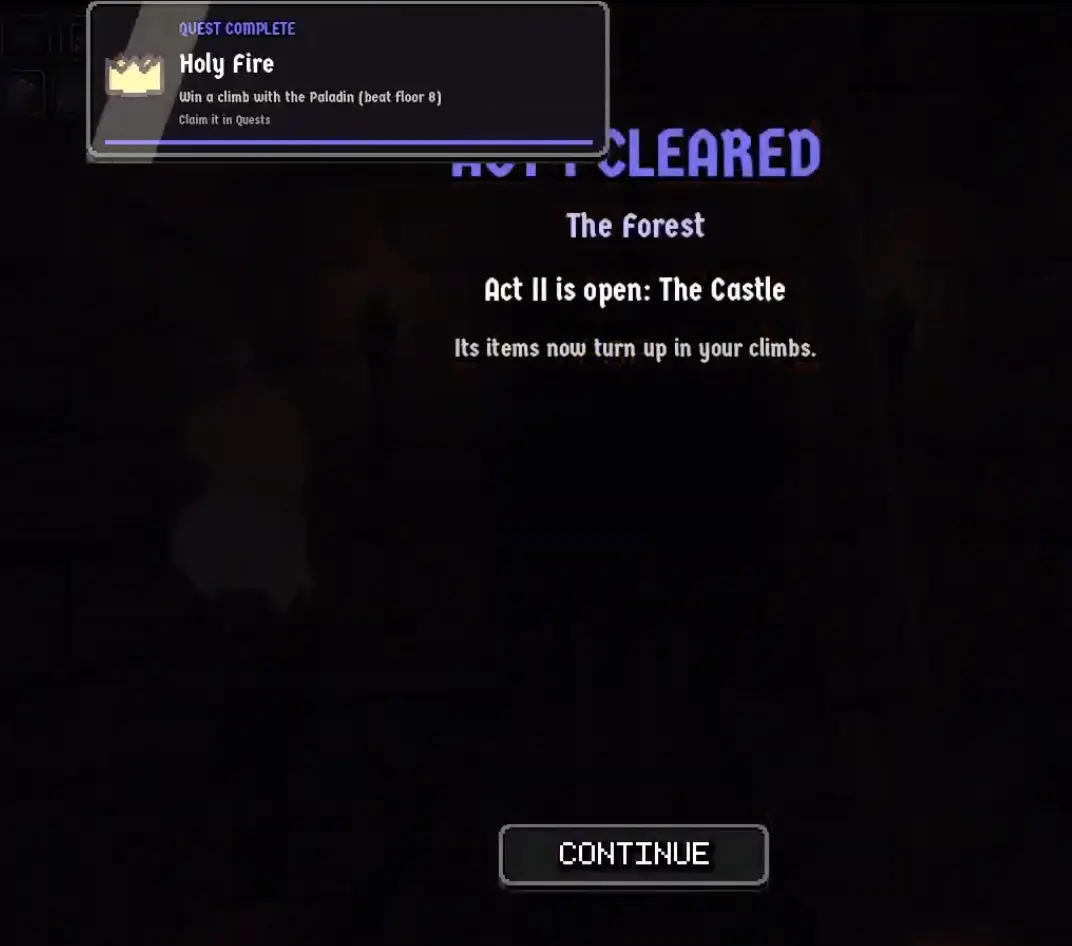 QUEST COMPLETE
Holy Fire
Win a climb with the Paladin (beat floor 8)
Claim it in Quests
CLEARED
The Forest
Act II is open: The Castle
Its items now turn up in your climbs.
CONTINUE